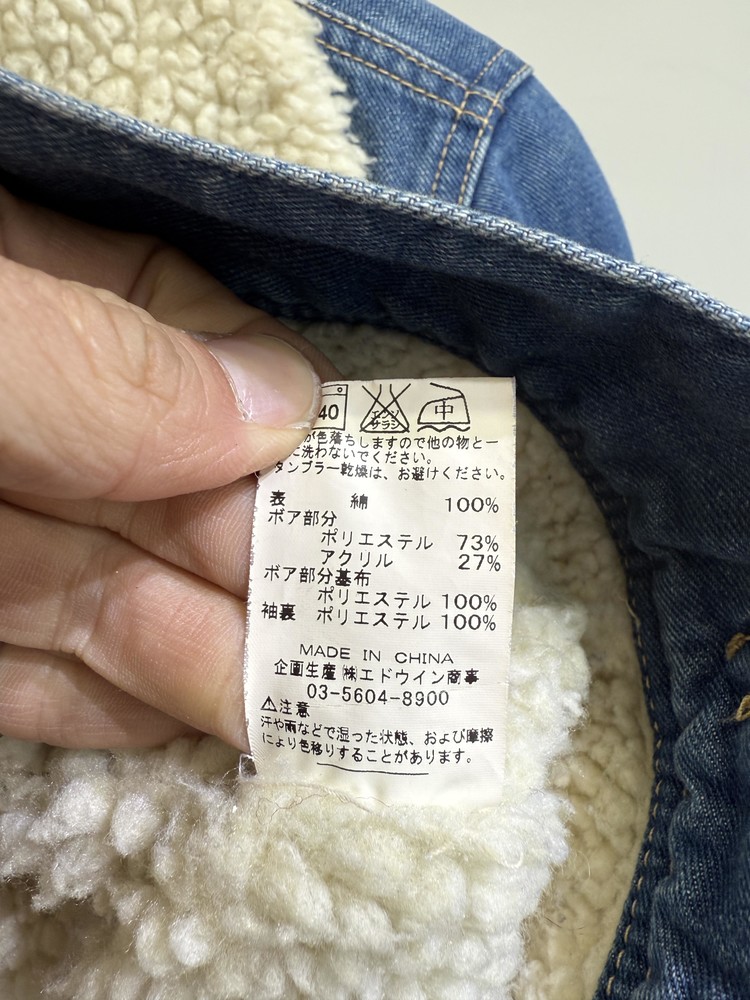 40 エンソ サラシ 中
が色落ちしますので他の物と一
に洗わないでください。
タンブラー乾燥は、お避けください。
表 綿 100%
ボア部分
ポリエステル 73%
アクリル 27%
ボア部分基布
ポリエステル 100%
袖裏 ポリエステル 100%
MADE IN CHINA
企画生産 ㈱エドウイン商事
03-5604-8900
⚠注意
汗や雨などで湿った状態、および摩擦
により色移りすることがあります。